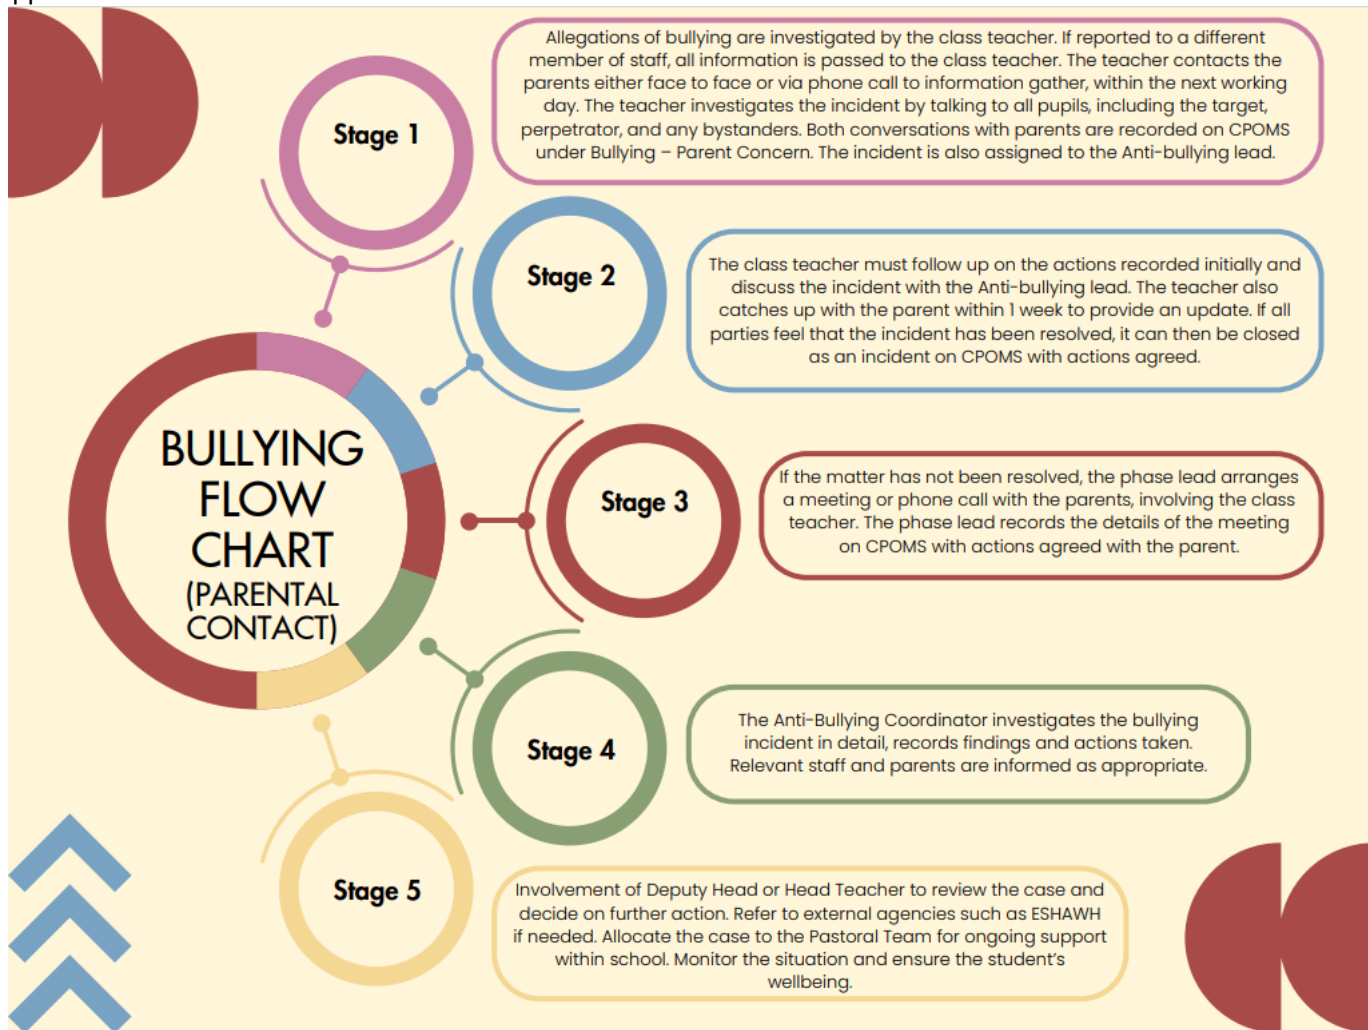 Allegations of bullying are investigated by the class teacher. If reported to a different
member of staff, all information is passed to the class teacher. The teacher contacts the
parents either face to face or via phone call to information gather, within the next working
day. The teacher investigates the incident by talking to all pupils, including the target,
perpetrator, and any bystanders. Both conversations with parents are recorded on CPOMS
under Bullying – Parent Concern. The incident is also assigned to the Anti-bullying lead.
Stage 1
Stage 2
The class teacher must follow up on the actions recorded initially and
discuss the incident with the Anti-bullying lead. The teacher also
catches up with the parent within 1 week to provide an update. If all
parties feel that the incident has been resolved, it can then be closed
as an incident on CPOMS with actions agreed.
BULLYING
FLOW
CHART
(PARENTAL
CONTACT)
Stage 3
If the matter has not been resolved, the phase lead arranges
a meeting or phone call with the parents, involving the class
teacher. The phase lead records the details of the meeting
on CPOMS with actions agreed with the parent.
Stage 4
The Anti-Bullying Coordinator investigates the bullying
incident in detail, records findings and actions taken.
Relevant staff and parents are informed as appropriate.
Stage 5
Involvement of Deputy Head or Head Teacher to review the case and
decide on further action. Refer to external agencies such as ESHAWH
if needed. Allocate the case to the Pastoral Team for ongoing support
within school. Monitor the situation and ensure the student's
wellbeing.